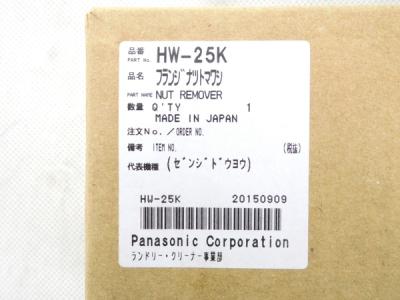 品番 HW-25K
PART No.
品名 フランジナツトマワシ
PART NAME NUT REMOVER
数量 Q'TY 1
MADE IN JAPAN
注文No./ORDER NO.
備考 ITEM NO. (税抜)
代表機種 (ゼンジドウヨウ)
HW-25K 20150909
Panasonic Corporation
ランドリー・クリーナー事業部